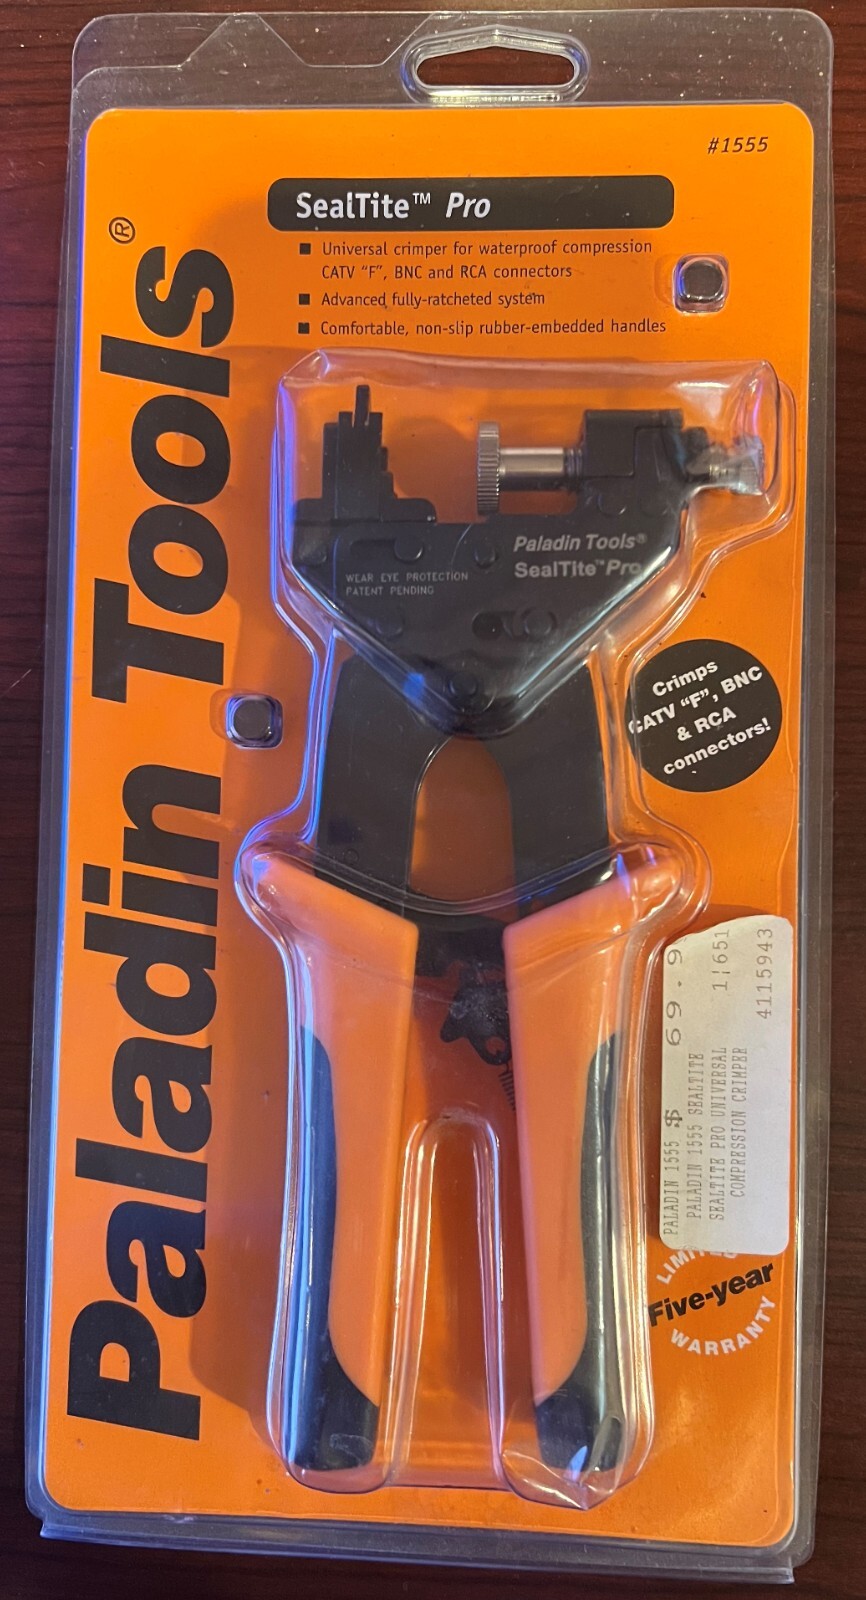 #1555
SealTite™ Pro
■ Universal crimper for waterproof compression
CATV “F”, BNC and RCA connectors
■ Advanced fully-ratcheted system
■ Comfortable, non-slip rubber-embedded handles
Paladin Tools®
Paladin Tools®
SealTite™ Pro
WEAR EYE PROTECTION
PATENT PENDING
Crimps
CATV “F”, BNC
& RCA
connectors!
PALADIN 1555 $ 69.9
PALADIN 1555 SEALTITE
SEALTITE PRO UNIVERSAL 1|651
COMPRESSION CRIMPER
4115943
Five-year
WARRANTY